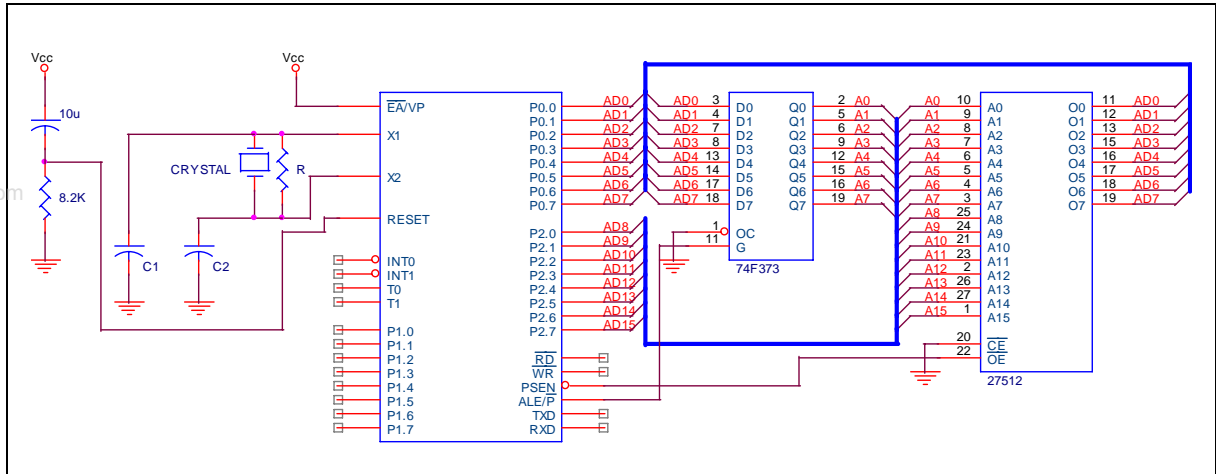 Vcc
10u
8.2K
om
C1
C2
CRYSTAL
R
Vcc
EA/VP
X1
X2
RESET
INT0
INT1
T0
T1
P1.0
P1.1
P1.2
P1.3
P1.4
P1.5
P1.6
P1.7
P0.0 AD0
P0.1 AD1
P0.2 AD2
P0.3 AD3
P0.4 AD4
P0.5 AD5
P0.6 AD6
P0.7 AD7
P2.0 AD8
P2.1 AD9
P2.2 AD10
P2.3 AD11
P2.4 AD12
P2.5 AD13
P2.6 AD14
P2.7 AD15
RD
WR
PSEN
ALE/P
TXD
RXD
AD0 3 D0 Q0 2 A0
AD1 4 D1 Q1 5 A1
AD2 7 D2 Q2 6 A2
AD3 8 D3 Q3 9 A3
AD4 13 D4 Q4 12 A4
AD5 14 D5 Q5 15 A5
AD6 17 D6 Q6 16 A6
AD7 18 D7 Q7 19 A7
1 OC
11 G
74F373
A0 10 A0 O0 11 AD0
A1 9 A1 O1 12 AD1
A2 8 A2 O2 13 AD2
A3 7 A3 O3 15 AD3
A4 6 A4 O4 16 AD4
A5 5 A5 O5 17 AD5
A6 4 A6 O6 18 AD6
A7 3 A7 O7 19 AD7
A8 25 A8
A9 24 A9
A10 21 A10
A11 23 A11
A12 2 A12
A13 26 A13
A14 27 A14
A15 1 A15
20 CE
22 OE
27512